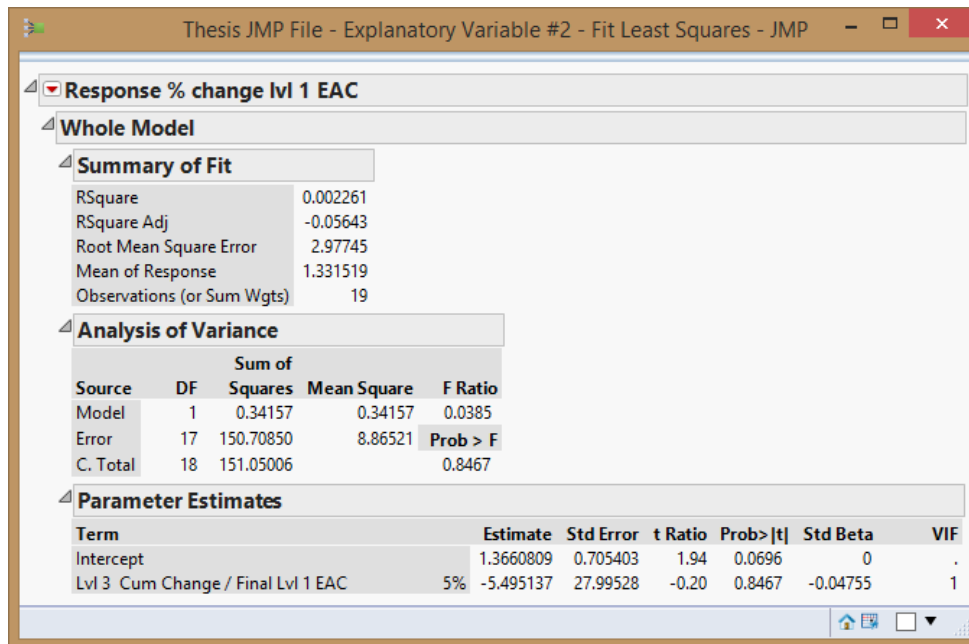 Thesis JMP File - Explanatory Variable #2 - Fit Least Squares - JMP
Response % change lvl 1 EAC
Whole Model
Summary of Fit
RSquare 0.002261
RSquare Adj -0.05643
Root Mean Square Error 2.97745
Mean of Response 1.331519
Observations (or Sum Wgts) 19
Analysis of Variance
Sum of
Source DF Squares Mean Square F Ratio
Model 1 0.34157 0.34157 0.0385
Error 17 150.70850 8.86521 Prob > F
C. Total 18 151.05006 0.8467
Parameter Estimates
Term Estimate Std Error t Ratio Prob>|t| Std Beta VIF
Intercept 1.3660809 0.705403 1.94 0.0696 0 .
Lvl 3 Cum Change / Final Lvl 1 EAC 5% -5.495137 27.99528 -0.20 0.8467 -0.04755 1